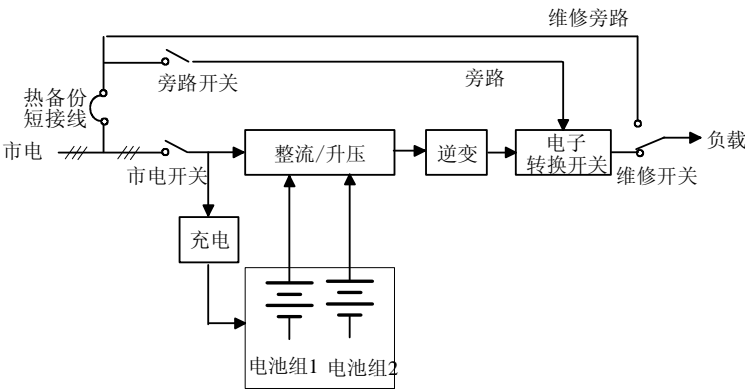 维修旁路
旁路开关
旁路
热备份
短接线
市电
市电开关
整流/升压
逆变
电子
转换开关
维修开关
负载
充电
电池组1
电池组2